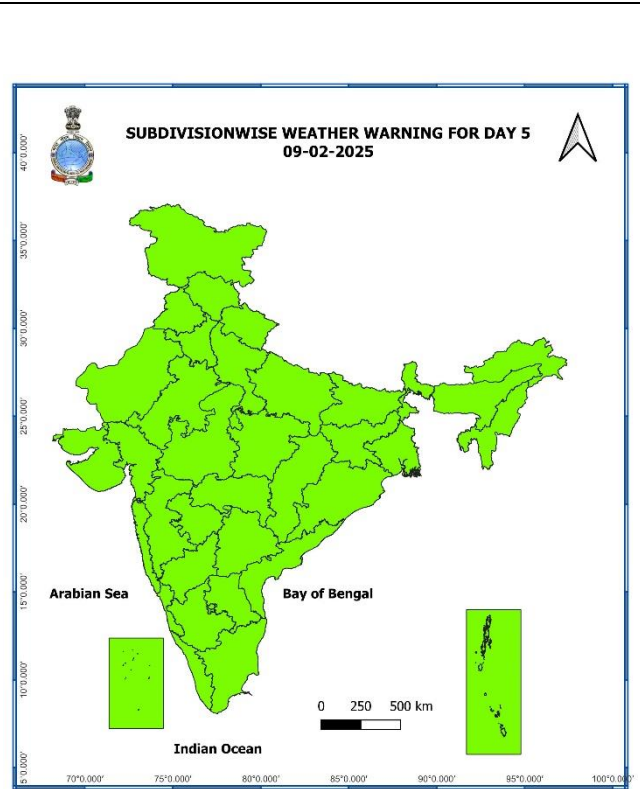 SUBDIVISIONWISE WEATHER WARNING FOR DAY 5
09-02-2025
40°0.000'
35°0.000'
30°0.000'
25°0.000'
20°0.000'
15°0.000'
10°0.000'
5°0.000'
Arabian Sea
Bay of Bengal
0 250 500 km
Indian Ocean
70°0.000' 75°0.000' 80°0.000' 85°0.000' 90°0.000' 95°0.000' 100°0.000'